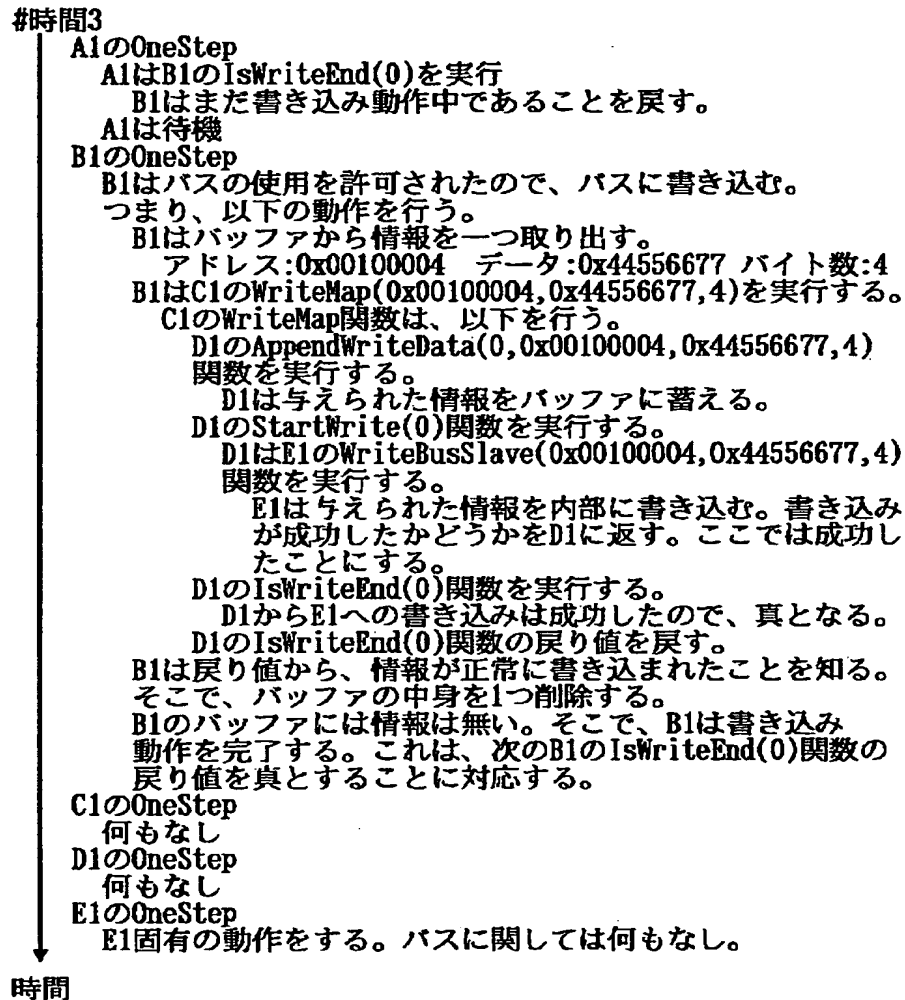 #時間3
A1のOneStep
A1はB1のIsWriteEnd(0)を実行
B1はまだ書き込み動作中であることを戻す。
A1は待機
B1のOneStep
B1はバスの使用を許可されたので、バスに書き込む。
つまり、以下の動作を行う。
B1はバッファから情報を一つ取り出す。
アドレス:0x00100004 データ:0x44556677 バイト数:4
B1はC1のWriteMap(0x00100004,0x44556677,4)を実行する。
C1のWriteMap関数は、以下を行う。
D1のAppendWriteData(0,0x00100004,0x44556677,4)
関数を実行する。
D1は与えられた情報をバッファに蓄える。
D1のStartWrite(0)関数を実行する。
D1はE1のWriteBusSlave(0x00100004,0x44556677,4)
関数を実行する。
E1は与えられた情報を内部に書き込む。書き込み
が成功したかどうかをD1に返す。ここでは成功し
たことにする。
D1のIsWriteEnd(0)関数を実行する。
D1からE1への書き込みは成功したので、真となる。
D1のIsWriteEnd(0)関数の戻り値を戻す。
B1は戻り値から、情報が正常に書き込まれたことを知る。
そこで、バッファの中身を1つ削除する。
B1のバッファには情報は無い。そこで、B1は書き込み
動作を完了する。これは、次のB1のIsWriteEnd(0)関数の
戻り値を真とすることに対応する。
C1のOneStep
何もなし
D1のOneStep
何もなし
E1のOneStep
E1固有の動作をする。バスに関しては何もなし。
時間